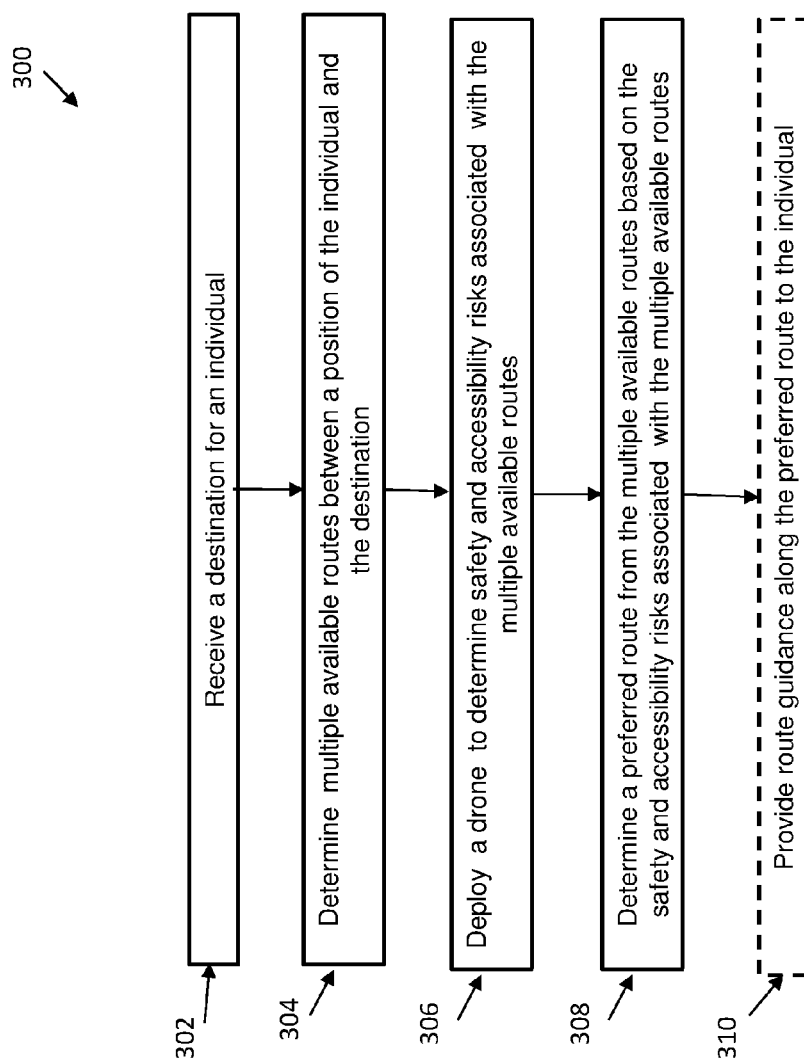 300
302
Receive a destination for an individual
304
Determine multiple available routes between a position of the individual and
the destination
306
Deploy a drone to determine safety and accessibility risks associated with the
multiple available routes
308
Determine a preferred route from the multiple available routes based on the
safety and accessibility risks associated with the multiple available routes
310
Provide route guidance along the preferred route to the individual